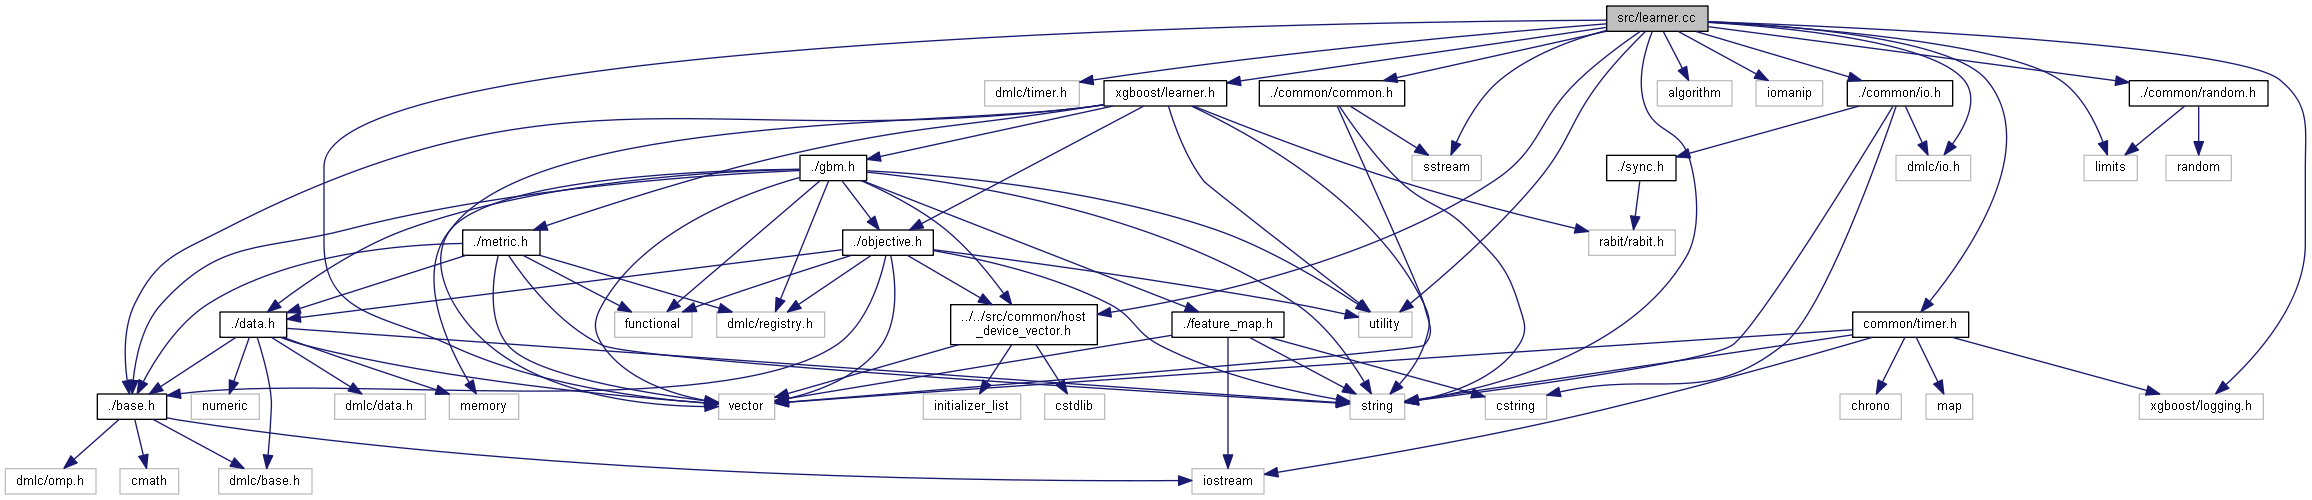 src/learner.cc
dmlc/timer.h
xgboost/learner.h
./common/common.h
algorithm
iomanip
./common/io.h
./common/random.h
./gbm.h
sstream
./sync.h
dmlc/io.h
limits
random
./metric.h
./objective.h
rabit/rabit.h
./data.h
functional
dmlc/registry.h
../../src/common/host
_device_vector.h
./feature_map.h
utility
common/timer.h
./base.h
numeric
dmlc/data.h
memory
vector
initializer_list
cstdlib
string
cstring
chrono
map
xgboost/logging.h
dmlc/omp.h
cmath
dmlc/base.h
iostream